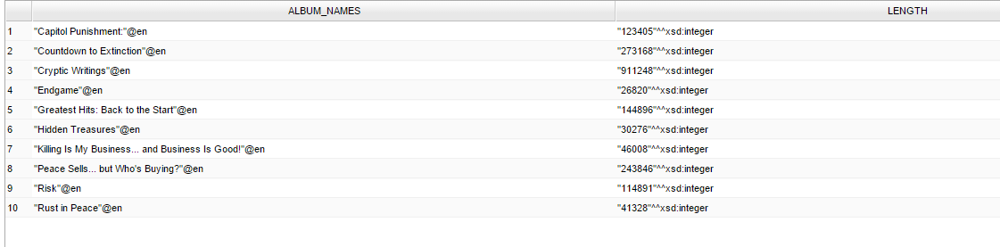 ALBUM_NAMES LENGTH
1 "Capitol Punishment:"@en "123405"^^xsd:integer
2 "Countdown to Extinction"@en "273168"^^xsd:integer
3 "Cryptic Writings"@en "911248"^^xsd:integer
4 "Endgame"@en "26820"^^xsd:integer
5 "Greatest Hits: Back to the Start"@en "144896"^^xsd:integer
6 "Hidden Treasures"@en "30276"^^xsd:integer
7 "Killing Is My Business... and Business Is Good!"@en "46008"^^xsd:integer
8 "Peace Sells... but Who's Buying?"@en "243846"^^xsd:integer
9 "Risk"@en "114891"^^xsd:integer
10 "Rust in Peace"@en "41328"^^xsd:integer